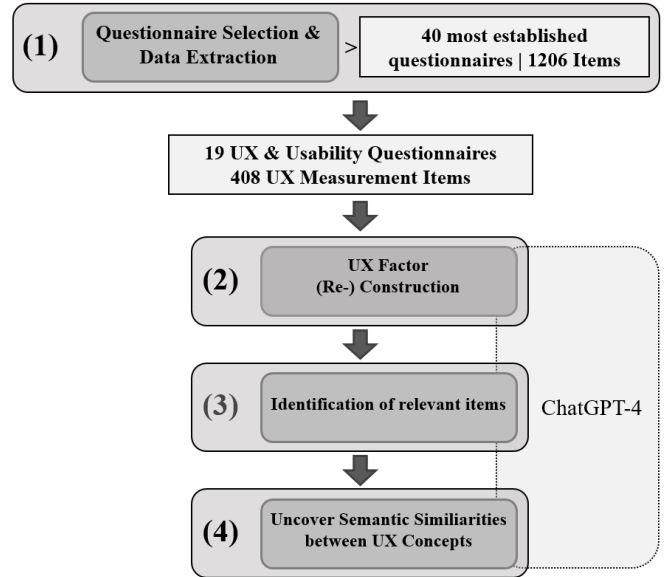 (1)
Questionnaire Selection &
Data Extraction
>
40 most established
questionnaires | 1206 Items
19 UX & Usability Questionnaires
408 UX Measurement Items
(2)
UX Factor
(Re-) Construction
(3)
Identification of relevant items
ChatGPT-4
(4)
Uncover Semantic Similiarities
between UX Concepts